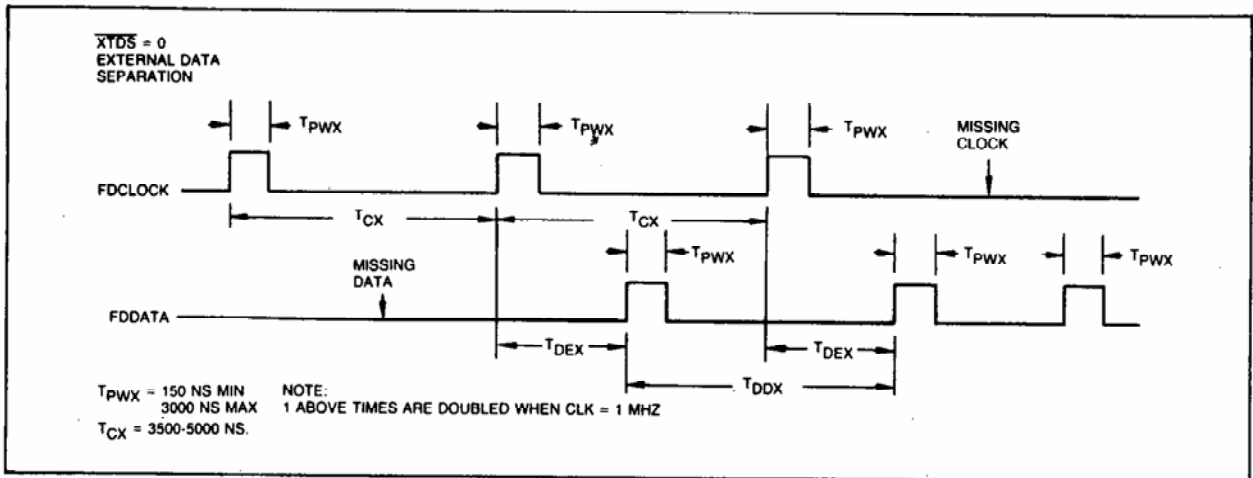 XTDS = 0
EXTERNAL DATA
SEPARATION
TPWX
TPWX
TPWX
MISSING
CLOCK
FDCLOCK
TCX
TCX
MISSING
DATA
TPWX
TPWX
TPWX
FDDATA
TDEX
TDEX
TDDX
TPWX = 150 NS MIN
3000 NS MAX
NOTE:
1 ABOVE TIMES ARE DOUBLED WHEN CLK = 1 MHZ
TCX = 3500-5000 NS.